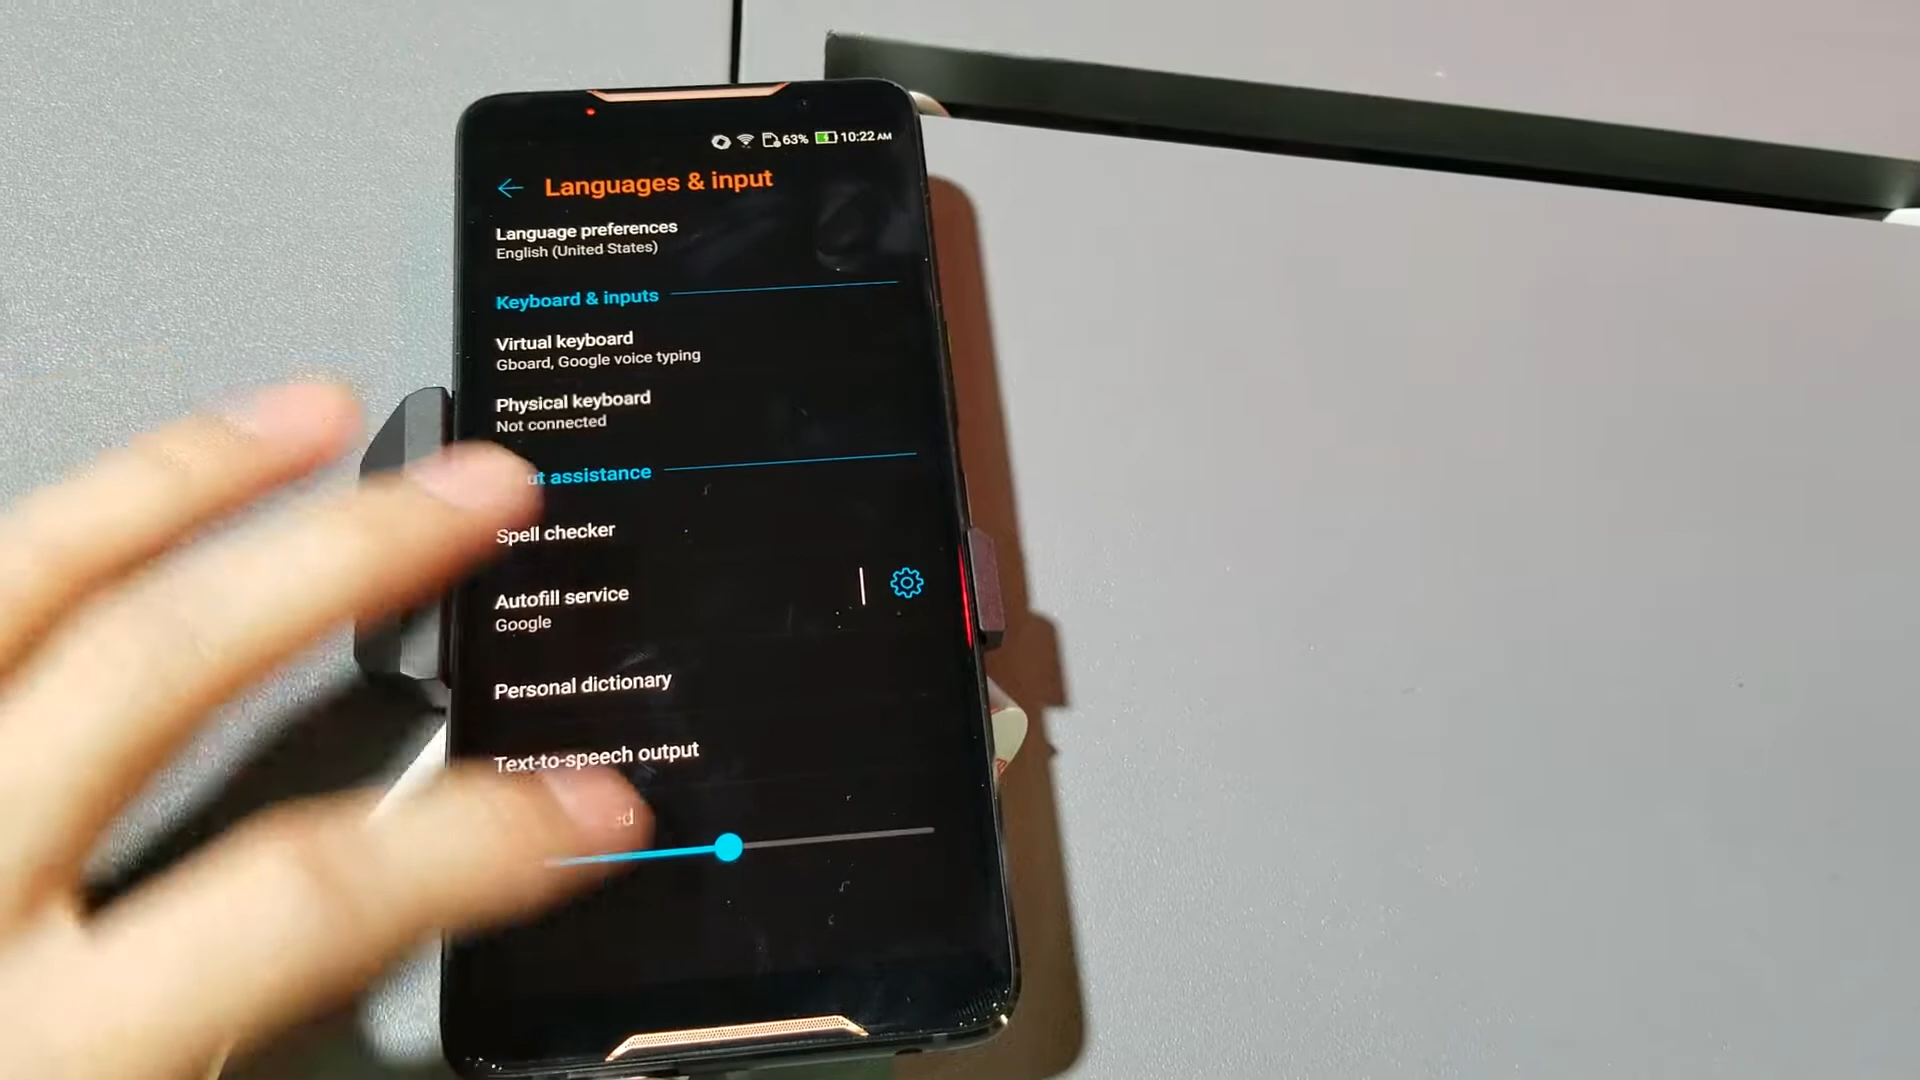 63% 10:22 AM
Languages & input
Language preferences
English (United States)
Keyboard & inputs
Virtual keyboard
Gboard, Google voice typing
Physical keyboard
Not connected
assistance
Spell checker
Autofill service
Google
Personal dictionary
Text-to-speech output